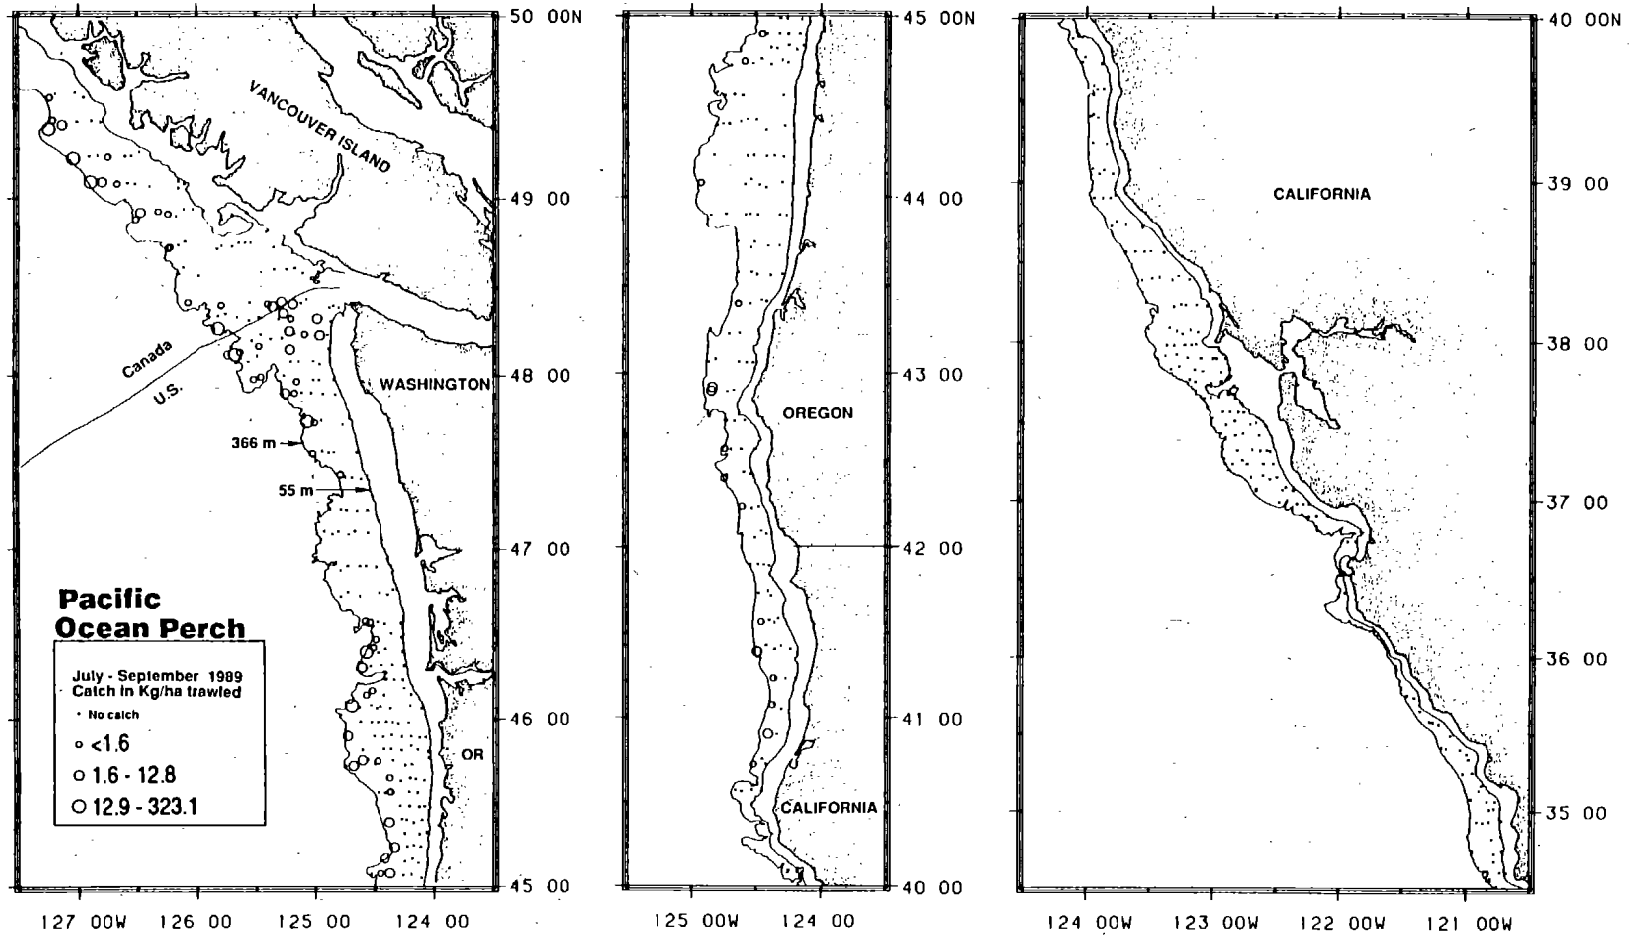 50 00N
VANCOUVER ISLAND
49 00
Canada
U.S.
48 00
WASHINGTON
366 m
55 m
47 00
Pacific
Ocean Perch
July - September 1989
Catch in Kg/ha trawled
· No catch
<1.6
1.6 - 12.8
12.9 - 323.1
46 00
OR
45 00
127 00W 126 00 125 00 124 00
45 00N
44 00
43 00
OREGON
42 00
41 00
CALIFORNIA
40 00
125 00W 124 00
40 00N
39 00
CALIFORNIA
38 00
37 00
36 00
35 00
124 00W 123 00W 122 00W 121 00W